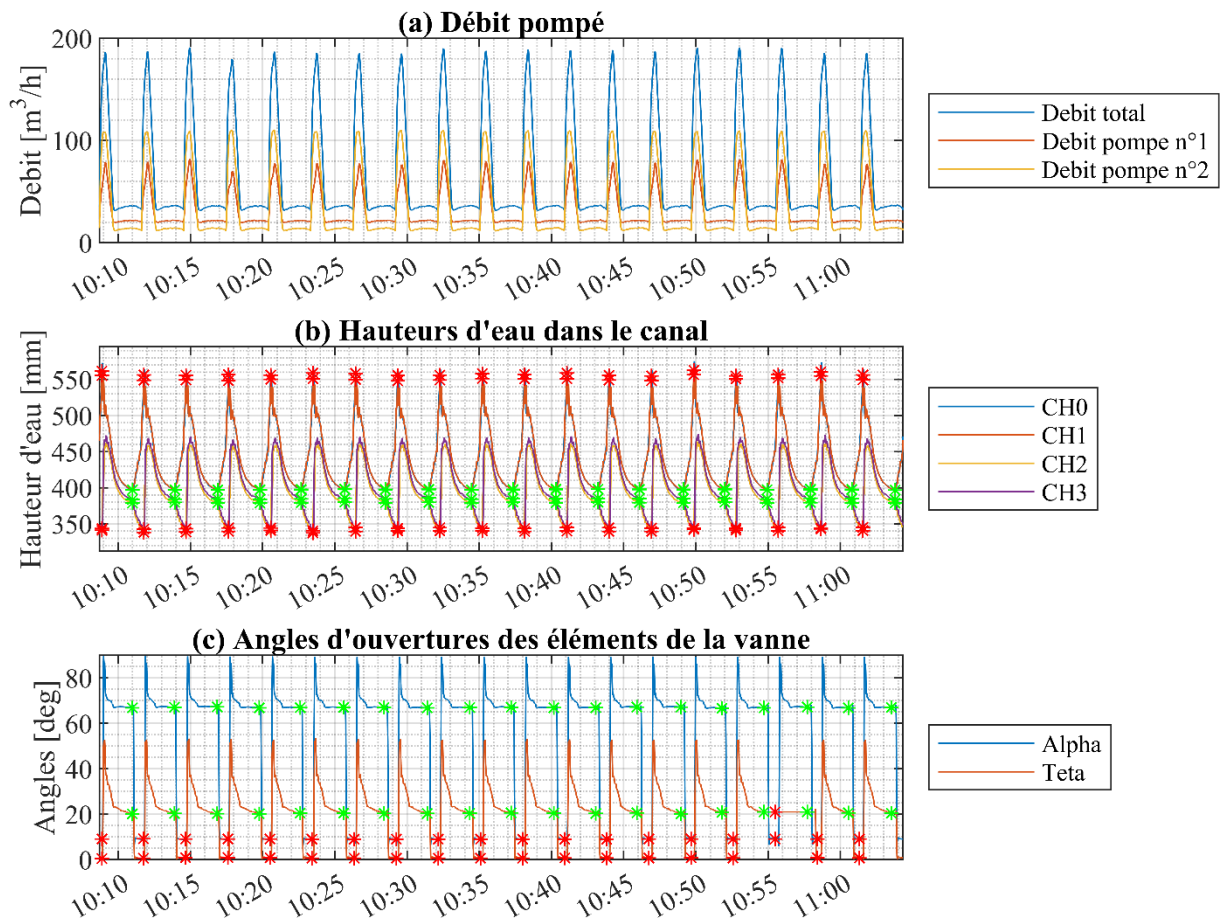 (a) Débit pompé
Debit [m³/h]
200
100
0
10:10 10:15 10:20 10:25 10:30 10:35 10:40 10:45 10:50 10:55 11:00
Debit total
Debit pompe n°1
Debit pompe n°2
(b) Hauteurs d'eau dans le canal
Hauteur d'eau [mm]
550
500
450
400
350
10:10 10:15 10:20 10:25 10:30 10:35 10:40 10:45 10:50 10:55 11:00
CH0
CH1
CH2
CH3
(c) Angles d'ouvertures des éléments de la vanne
Angles [deg]
80
60
40
20
0
10:10 10:15 10:20 10:25 10:30 10:35 10:40 10:45 10:50 10:55 11:00
Alpha
Teta